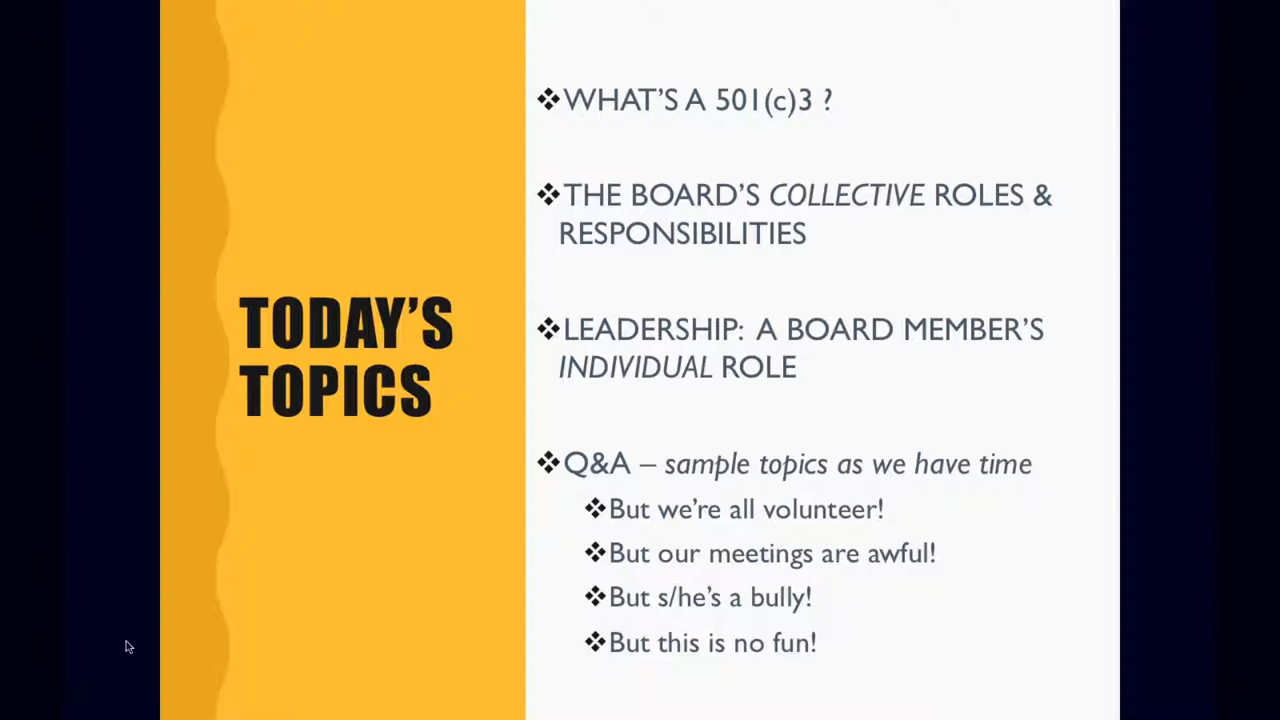 TODAY'S
TOPICS
❖WHAT'S A 501(c)3 ?
❖THE BOARD'S COLLECTIVE ROLES &
RESPONSIBILITIES
❖LEADERSHIP: A BOARD MEMBER'S
INDIVIDUAL ROLE
❖Q&A – sample topics as we have time
❖But we're all volunteer!
❖But our meetings are awful!
❖But s/he's a bully!
❖But this is no fun!